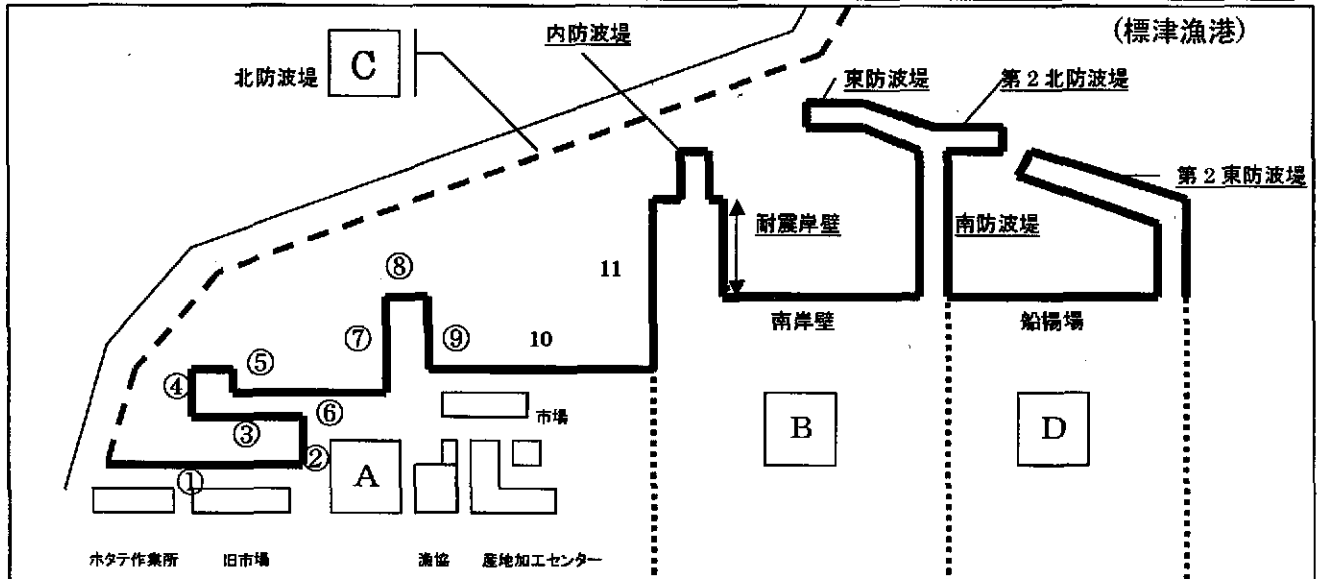 (標津漁港)
内防波堤
北防波堤
C
東防波堤
第2北防波堤
第2東防波堤
耐震岸壁
南防波堤
⑧
11
南岸壁
船揚場
⑦
⑨
10
⑤
④
⑥
市場
③
B
D
②
A
①
ホタテ作業所
旧市場
漁協
産地加工センター